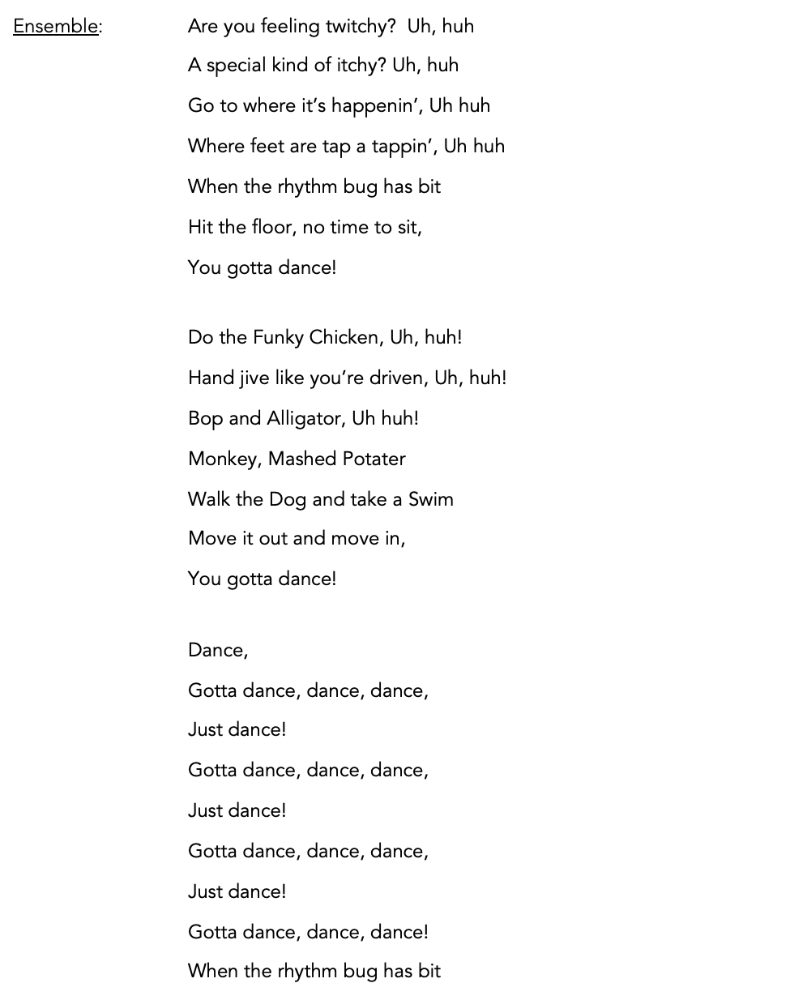 Ensemble: Are you feeling twitchy?  Uh, huh
A special kind of itchy? Uh, huh
Go to where it’s happenin’, Uh huh
Where feet are tap a tappin’, Uh huh
When the rhythm bug has bit
Hit the floor, no time to sit,
You gotta dance!
Do the Funky Chicken, Uh, huh!
Hand jive like you’re driven, Uh, huh!
Bop and Alligator, Uh huh!
Monkey, Mashed Potater
Walk the Dog and take a Swim
Move it out and move in,
You gotta dance!
Dance,
Gotta dance, dance, dance,
Just dance!
Gotta dance, dance, dance,
Just dance!
Gotta dance, dance, dance,
Just dance!
Gotta dance, dance, dance!
When the rhythm bug has bit